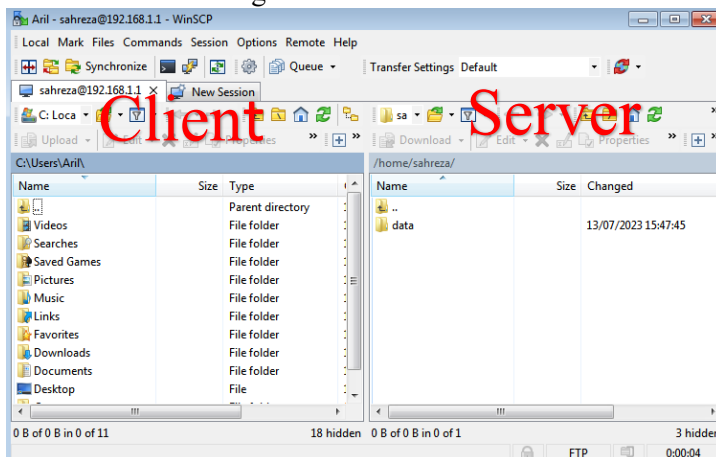 Aril - sahreza@192.168.1.1 - WinSCP
Local Mark Files Commands Session Options Remote Help
Synchronize Queue Transfer Settings Default
sahreza@192.168.1.1 New Session
Client Server
C: Loca sa
Upload Edit Properties Download Edit Properties
C:\Users\Aril\ /home/sahreza/
Name Size Type Name Size Changed
.. Parent directory ..
Videos File folder data 13/07/2023 15:47:45
Searches File folder
Saved Games File folder
Pictures File folder
Music File folder
Links File folder
Favorites File folder
Downloads File folder
Documents File folder
Desktop File
0 B of 0 B in 0 of 11 18 hidden 0 B of 0 B in 0 of 1 3 hidden
FTP 0:00:04